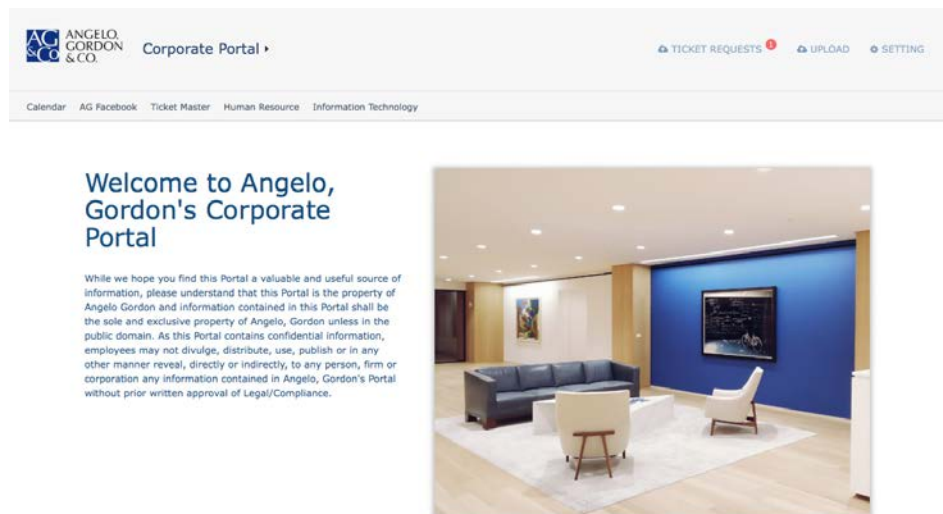 AG
&CO
ANGELO,
GORDON
& CO.
Corporate Portal
TICKET REQUESTS 1
UPLOAD
SETTING
Calendar AG Facebook Ticket Master Human Resource Information Technology
Welcome to Angelo,
Gordon's Corporate
Portal
While we hope you find this Portal a valuable and useful source of
information, please understand that this Portal is the property of
Angelo Gordon and information contained in this Portal shall be
the sole and exclusive property of Angelo, Gordon unless in the
public domain. As this Portal contains confidential information,
employees may not divulge, distribute, use, publish or in any
other manner reveal, directly or indirectly, to any person, firm or
corporation any information contained in Angelo, Gordon's Portal
without prior written approval of Legal/Compliance.